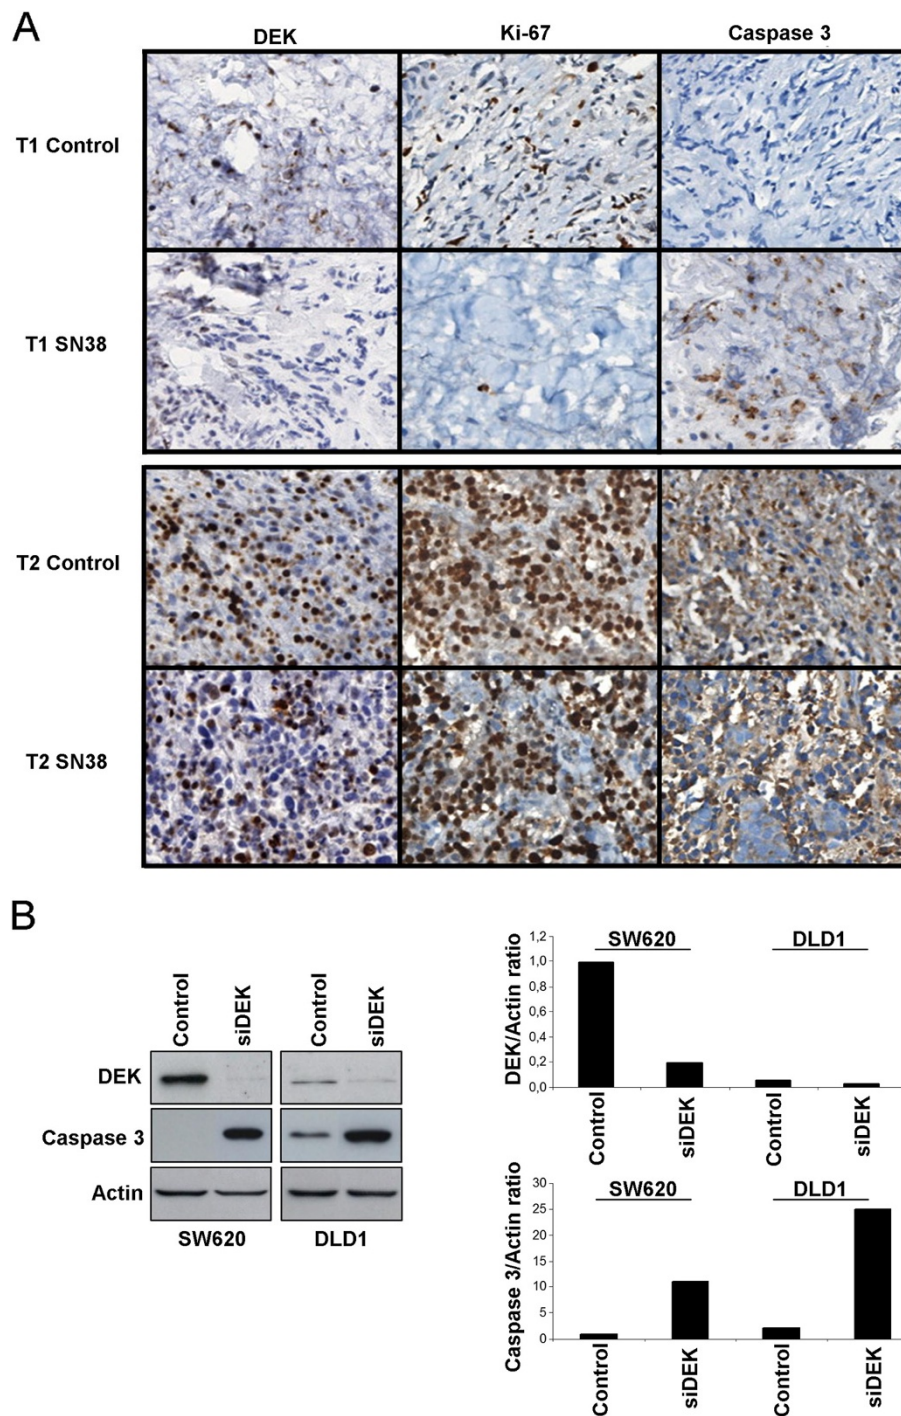 A
DEK Ki-67 Caspase 3
T1 Control
T1 SN38
T2 Control
T2 SN38
B
Control siDEK Control siDEK
DEK
Caspase 3
Actin
SW620 DLD1
SW620 DLD1
DEK/Actin ratio
1,2
1,0
0,8
0,6
0,4
0,2
0,0
Control siDEK Control siDEK
SW620 DLD1
Caspase 3/Actin ratio
30
25
20
15
10
5
0
Control siDEK Control siDEK